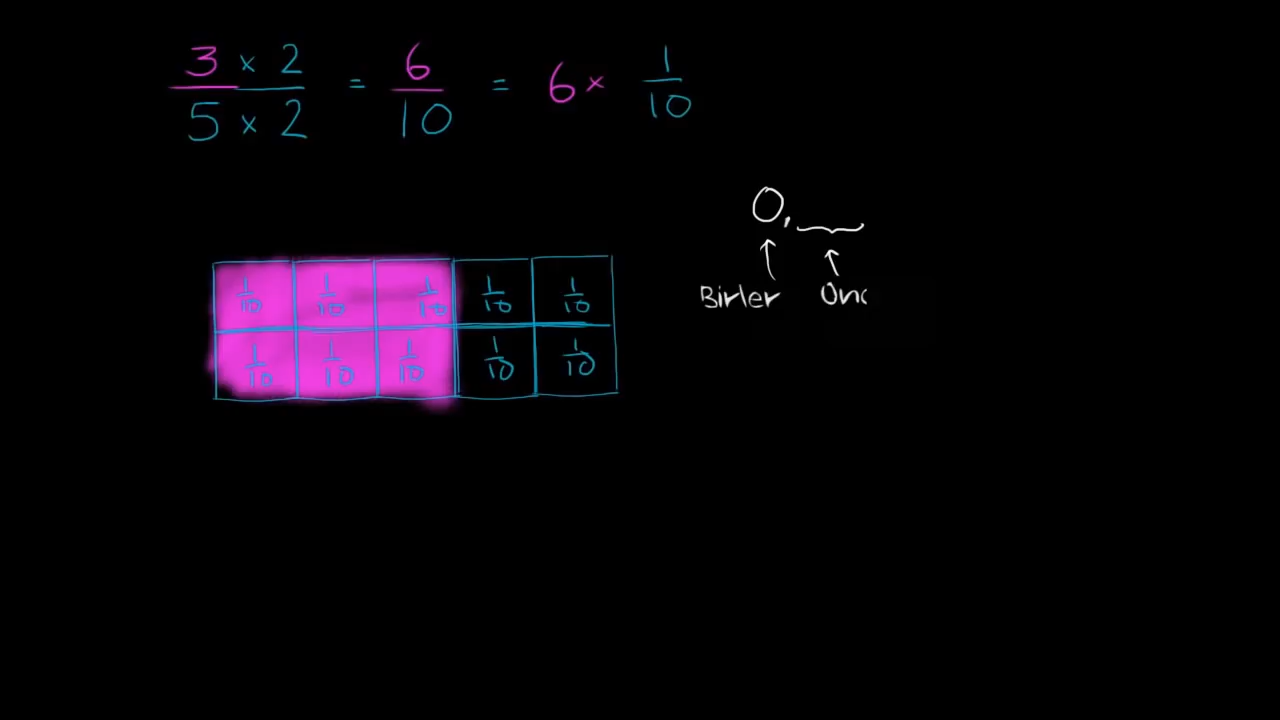 3 × 2 / 5 × 2 = 6 / 10 = 6 × 1 / 10
0,
Birler Onc
1/10 1/10 1/10 1/10 1/10
1/10 1/10 1/10 1/10 1/10